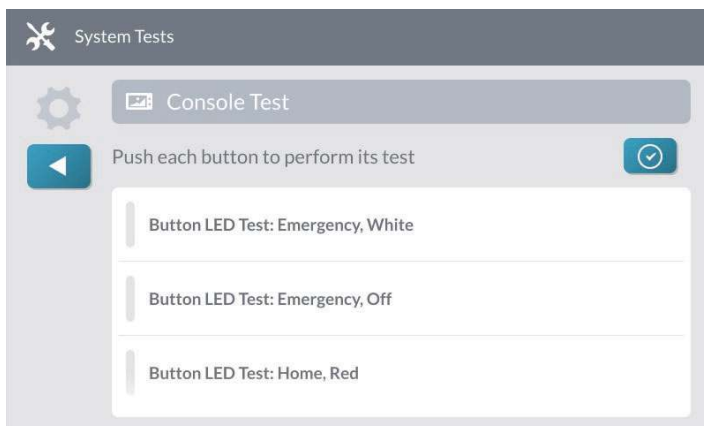 System Tests
Console Test
Push each button to perform its test
Button LED Test: Emergency, White
Button LED Test: Emergency, Off
Button LED Test: Home, Red